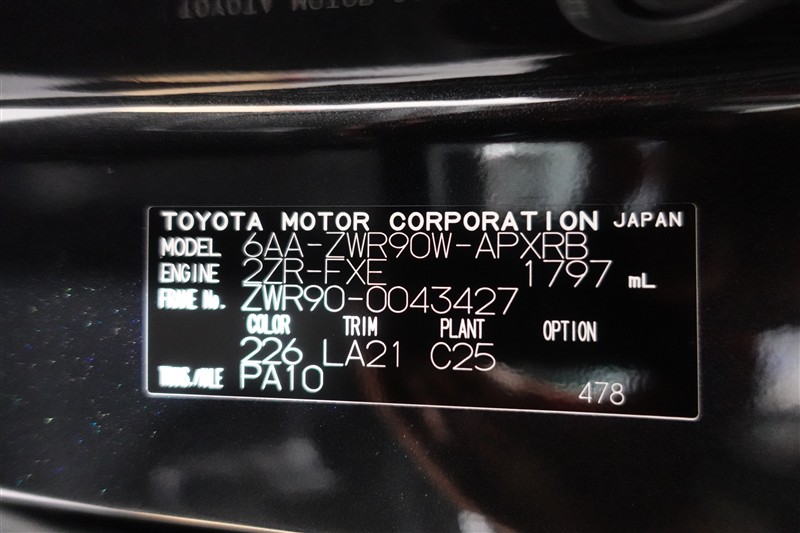 TOYOTA MOTOR CORPORATION JAPAN
MODEL 6AA-ZWR90W-APXRB
ENGINE 2ZR-FXE 1797 mL
FRAME No. ZWR90-0043427
COLOR TRIM PLANT OPTION
226 LA21 C25
TRANS./AXLE PA10
478